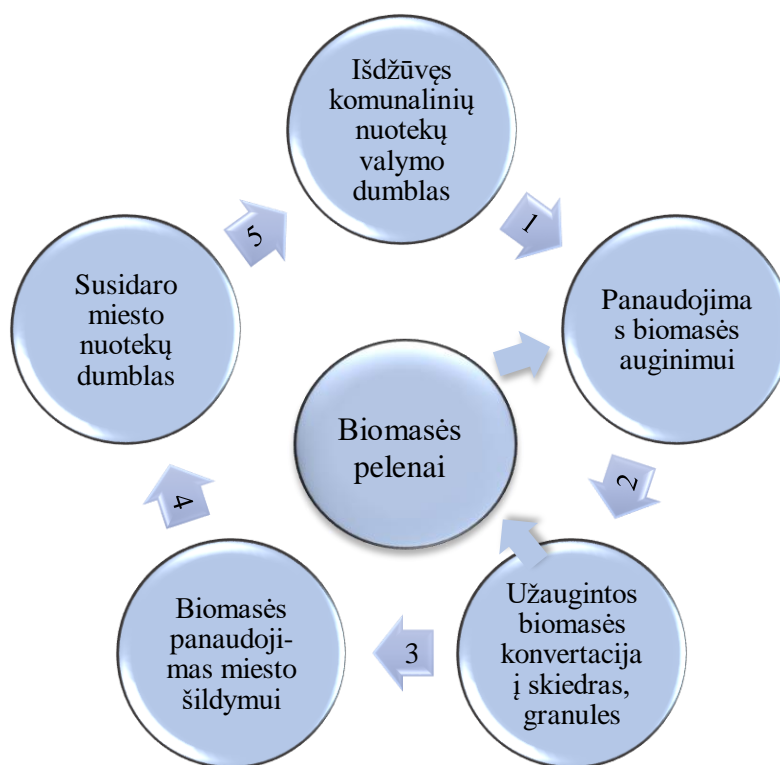 Išdžūvęs
komunalinių
nuotekų
valymo
dumblas
1
Panaudojima
s biomasės
auginimui
2
Užaugintos
biomasės
konvertacija
į skiedras,
granules
3
Biomasės
panaudoji-
mas miesto
šildymui
4
Susidaro
miesto
nuotekų
dumblas
5
Biomasės
pelenai